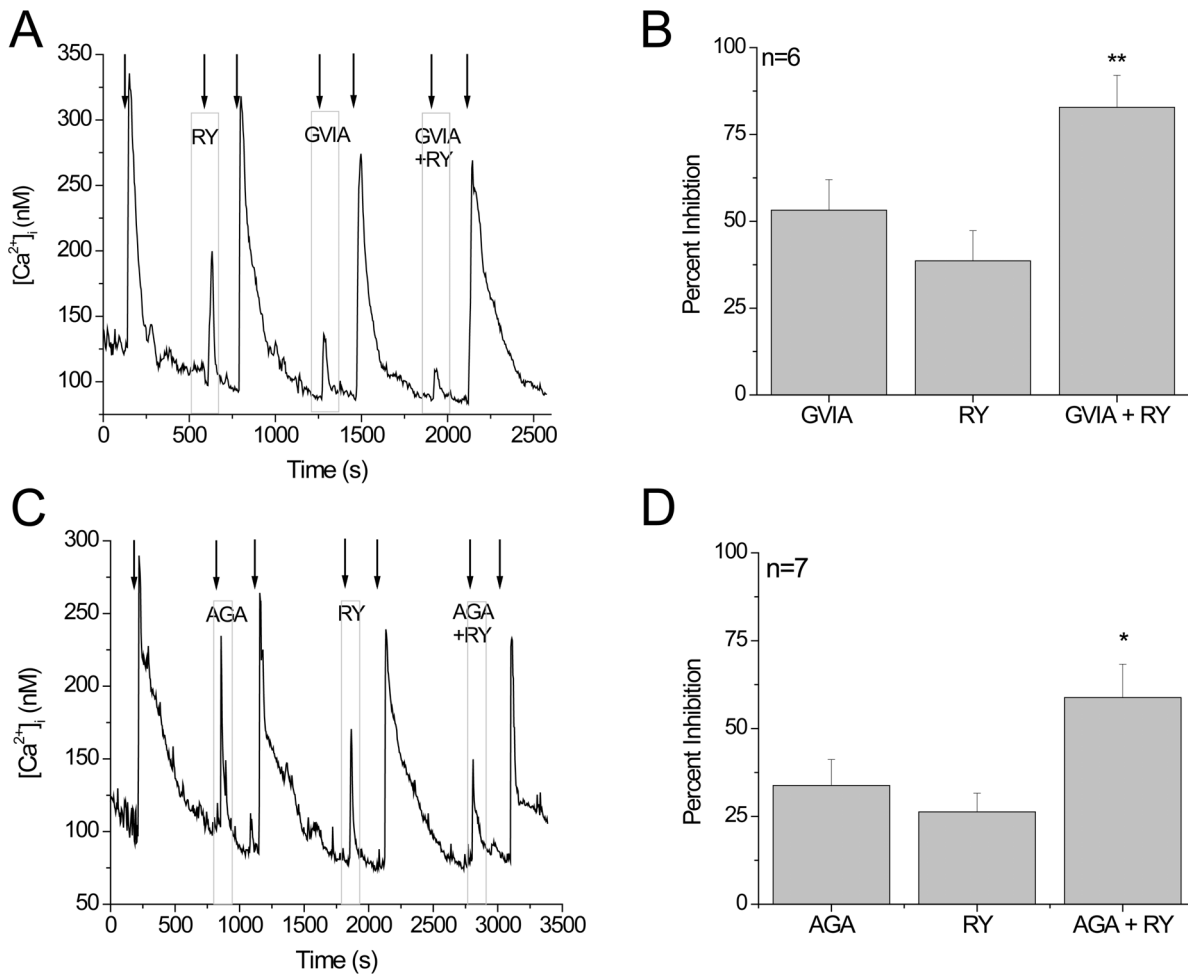 A
350
300
250
200
150
100
[Ca2+]i (nM)
RY
GVIA
GVIA
+RY
0 500 1000 1500 2000 2500
Time (s)
B
100
75
50
25
0
Percent Inhibtion
n=6
**
GVIA RY GVIA + RY
C
300
250
200
150
100
50
[Ca2+]i (nM)
AGA
RY
AGA
+RY
0 500 1000 1500 2000 2500 3000 3500
Time (s)
D
100
75
50
25
0
Percent Inhibition
n=7
*
AGA RY AGA + RY